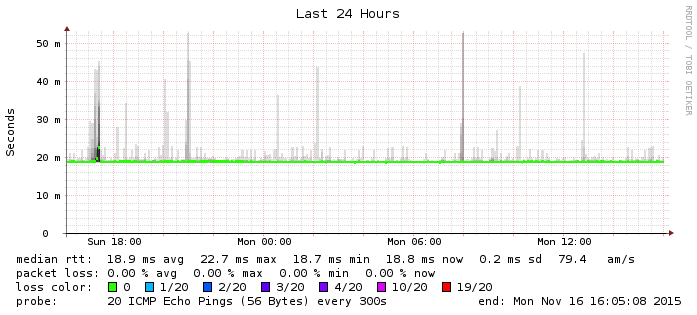 Last 24 Hours
RRDTOOL / TOBI OETIKER
Seconds
50 m
40 m
30 m
20 m
10 m
0
Sun 18:00 Mon 00:00 Mon 06:00 Mon 12:00
median rtt: 18.9 ms avg 22.7 ms max 18.7 ms min 18.8 ms now 0.2 ms sd 79.4 am/s
packet loss: 0.00 % avg 0.00 % max 0.00 % min 0.00 % now
loss color: 0 1/20 2/20 3/20 4/20 10/20 19/20
probe: 20 ICMP Echo Pings (56 Bytes) every 300s end: Mon Nov 16 16:05:08 2015